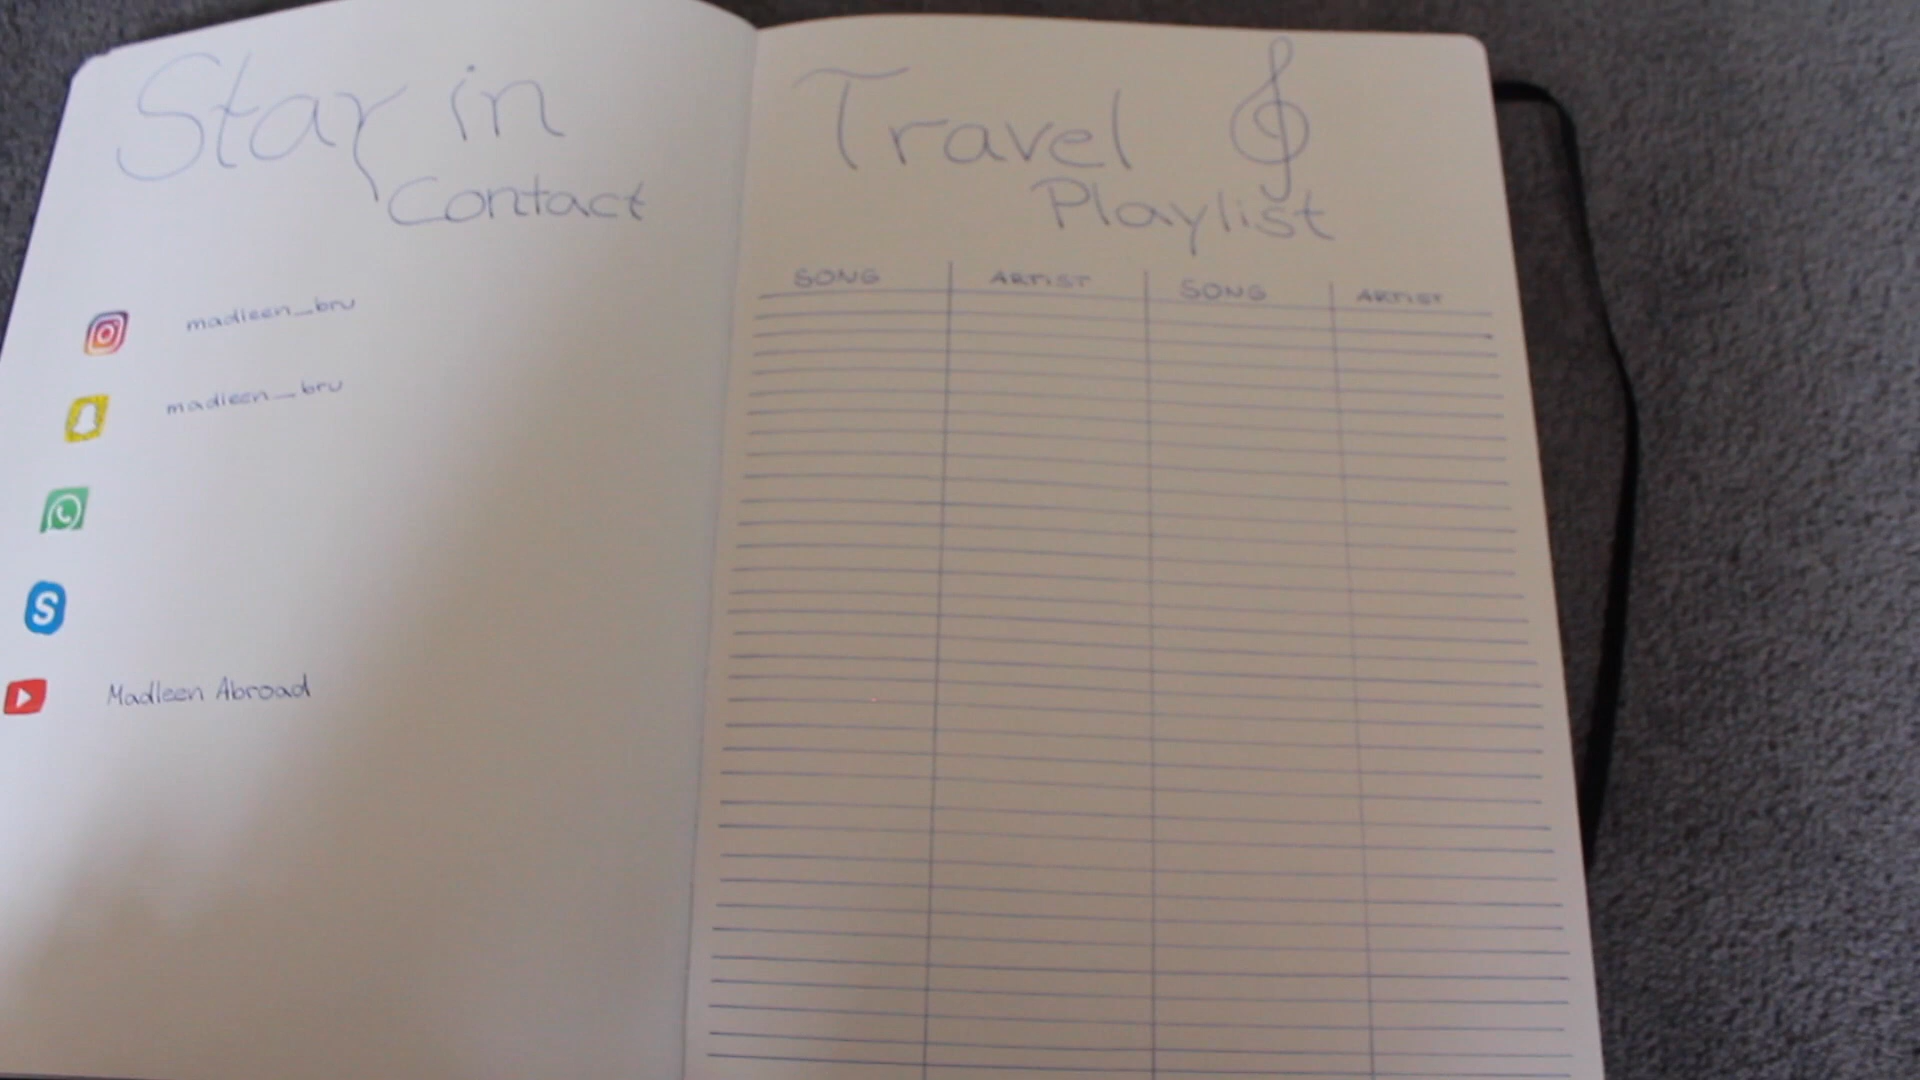 Stay in
Contact
madleen_bru
madleen_bru
S
Madleen Abroad
Travel
Playlist
SONG ARTIST SONG ARTIST